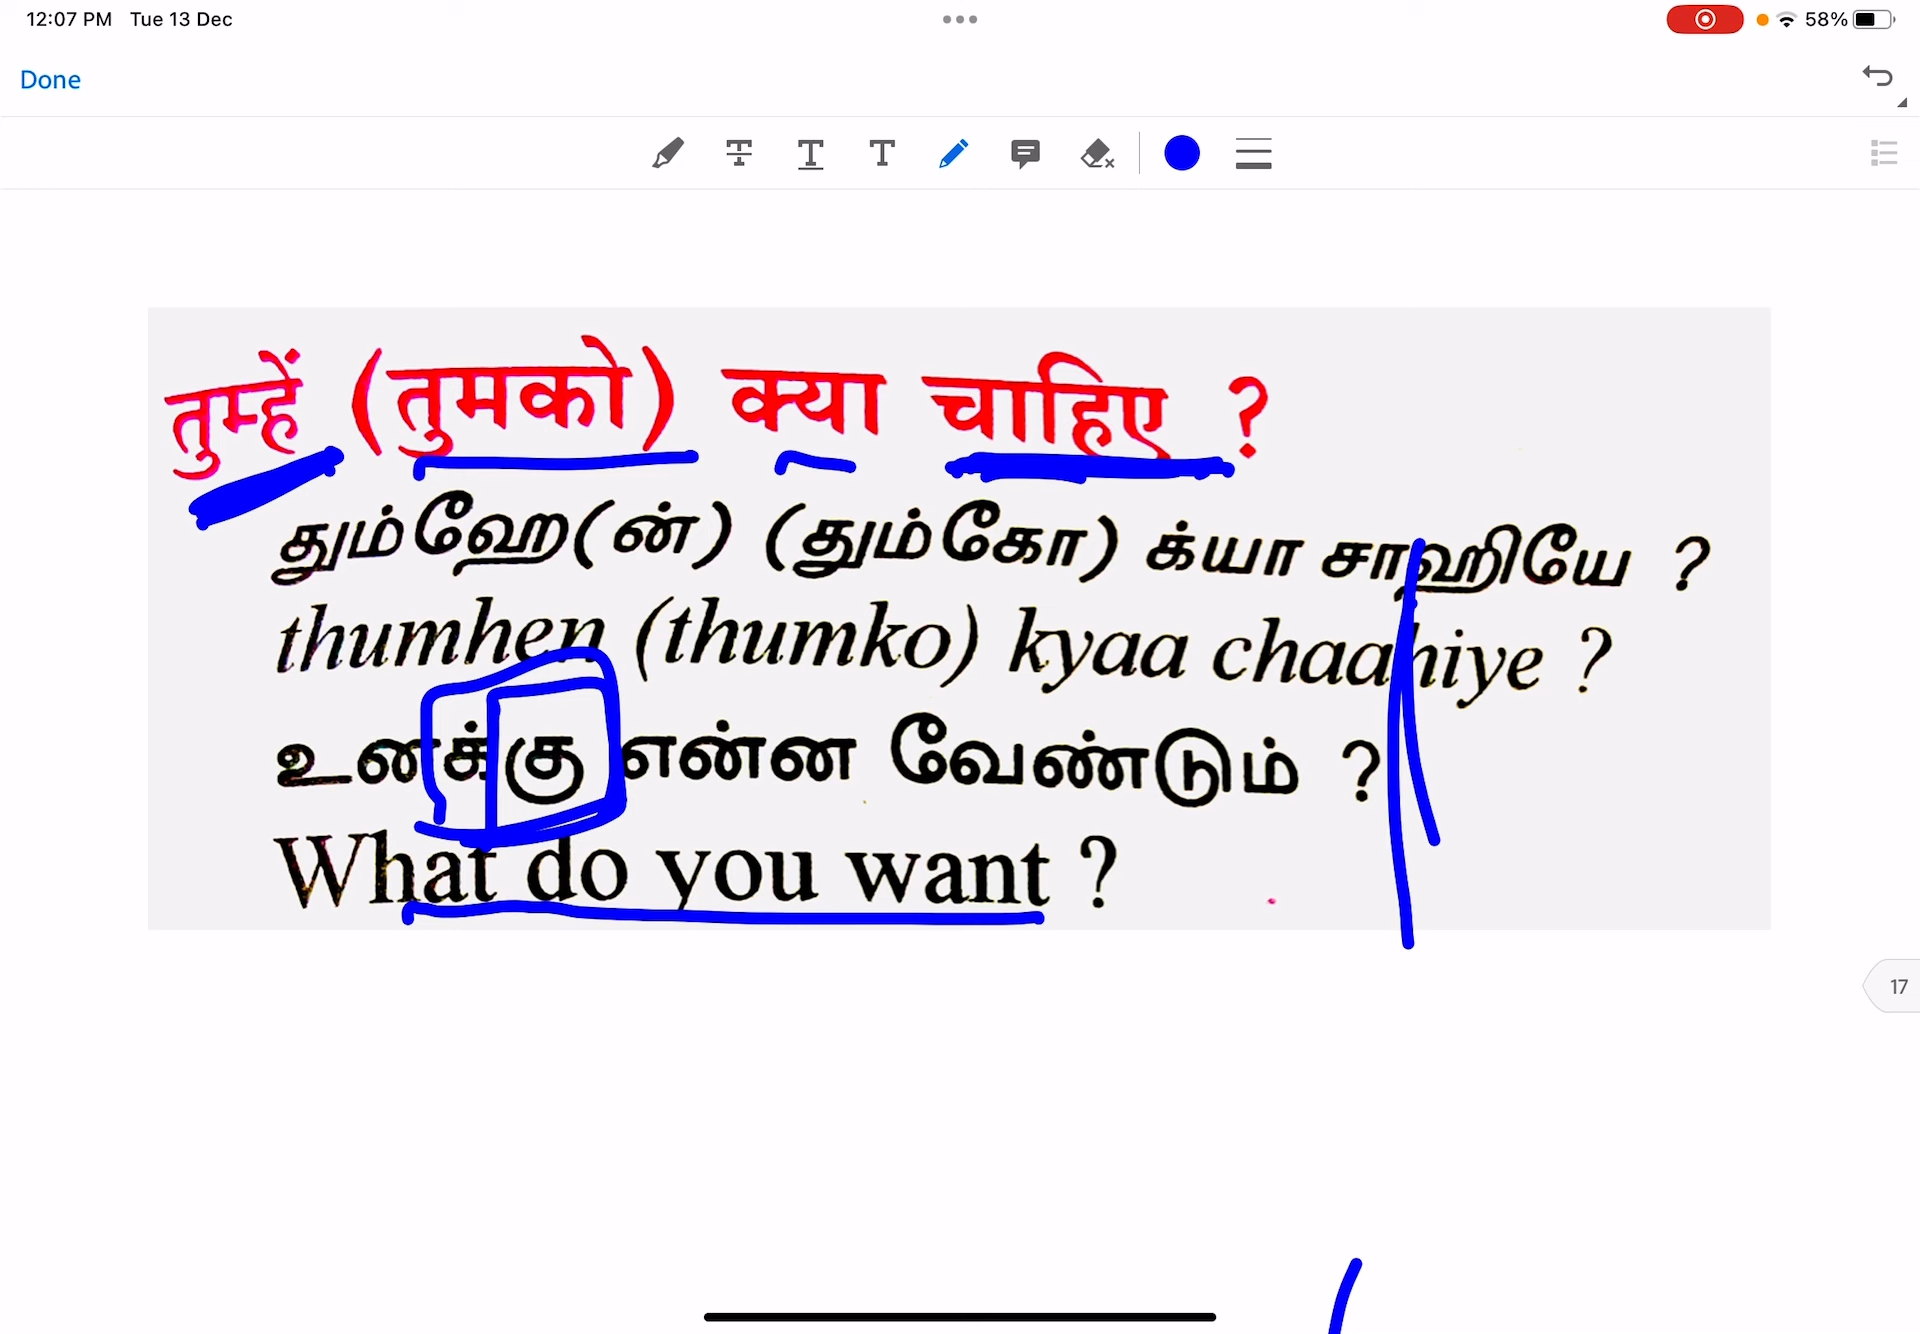 12:07 PM Tue 13 Dec 58%
Done
तुम्हें (तुमको) क्या चाहिए ?
தும்ஹே(ன்) (தும்கோ) க்யா சாஹியே ?
thumhen (thumko) kyaa chaahiye ?
உனக்கு என்ன வேண்டும் ?
What do you want ?
17